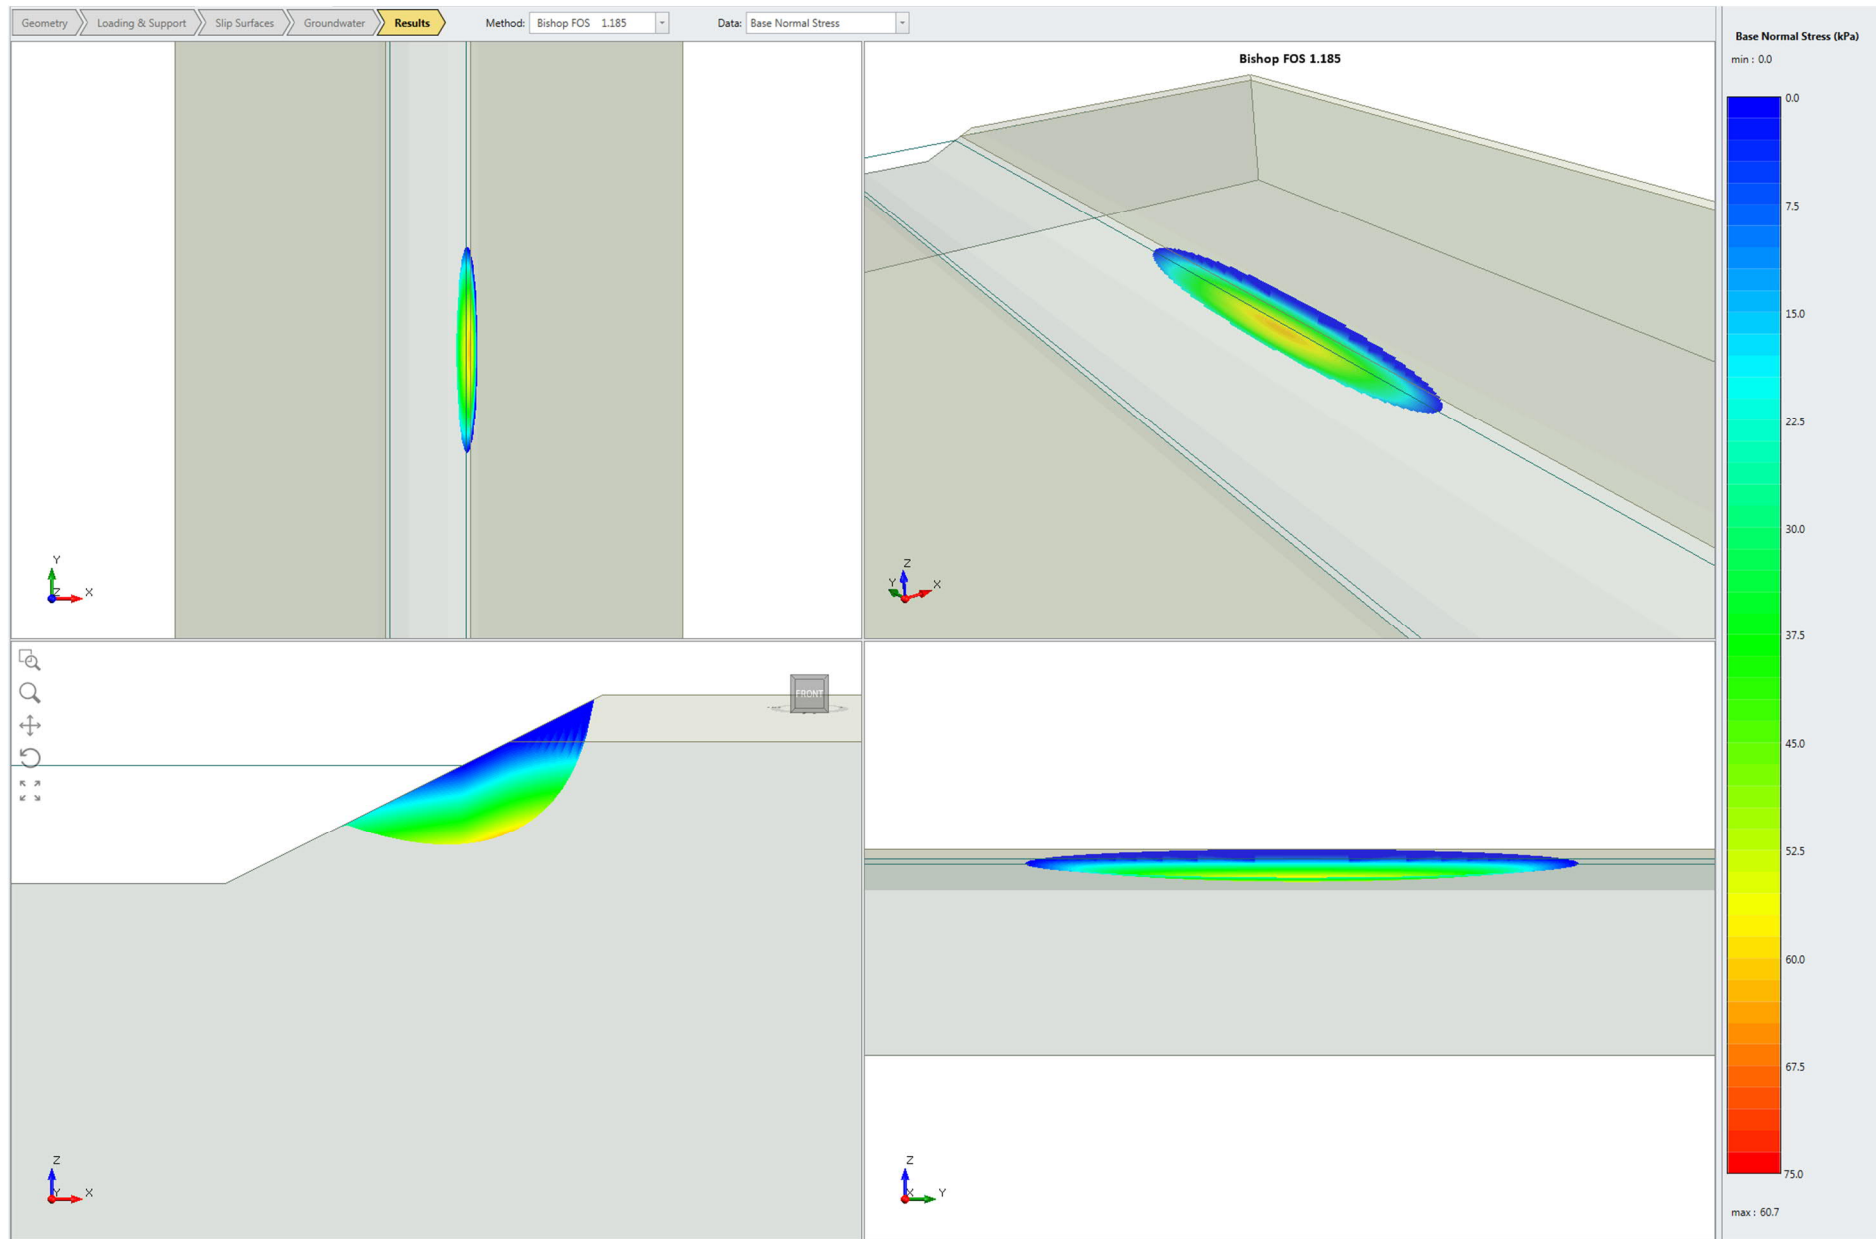 Geometry Loading & Support Slip Surfaces Groundwater Results Method: Bishop FOS 1.185 Data: Base Normal Stress
Base Normal Stress (kPa)
min : 0.0
Bishop FOS 1.185
0.0
7.5
15.0
22.5
30.0
37.5
45.0
52.5
60.0
67.5
75.0
max : 60.7
Y
Z X
Z
Y X
FRONT
Z
Y X
Z
X Y